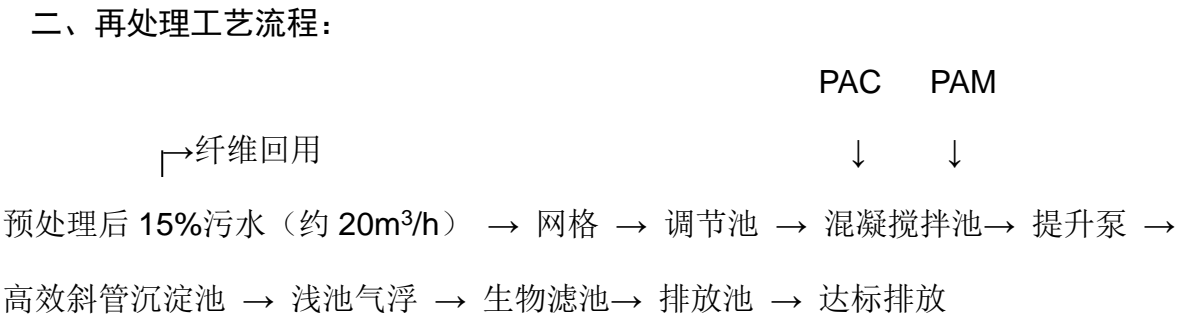 二、再处理工艺流程：
PAC PAM
→纤维回用 ↓ ↓
预处理后 15%污水（约 20m³/h） → 网格 → 调节池 → 混凝搅拌池→ 提升泵 →
高效斜管沉淀池 → 浅池气浮 → 生物滤池→ 排放池 → 达标排放